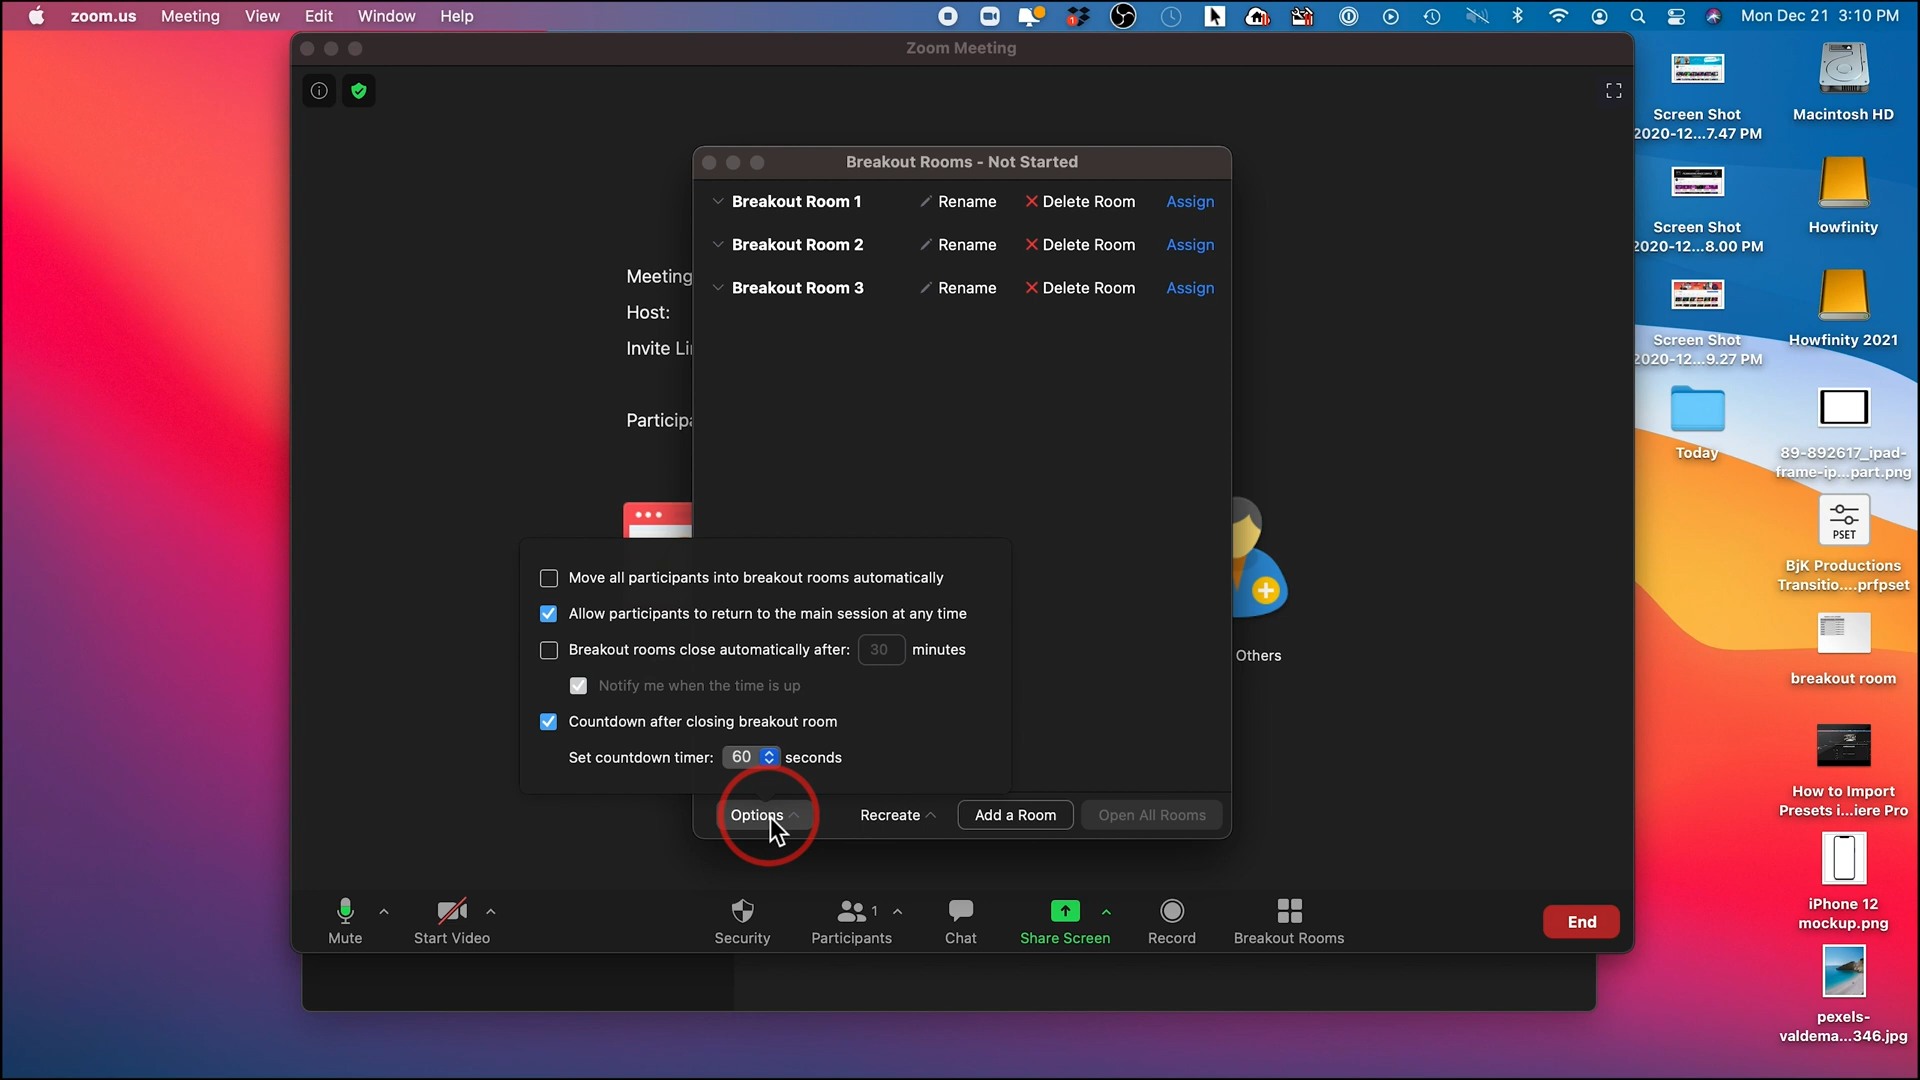 zoom.us Meeting View Edit Window Help
1
Mon Dec 21 3:10 PM
Zoom Meeting
Breakout Rooms - Not Started
Breakout Room 1 Rename Delete Room Assign
Breakout Room 2 Rename Delete Room Assign
Breakout Room 3 Rename Delete Room Assign
Meeting
Host:
Invite Li
Particip
Others
Move all participants into breakout rooms automatically
Allow participants to return to the main session at any time
Breakout rooms close automatically after: 30 minutes
Notify me when the time is up
Countdown after closing breakout room
Set countdown timer: 60 seconds
Options Recreate Add a Room Open All Rooms
1
Mute Start Video Security Participants Chat Share Screen Record Breakout Rooms End
Screen Shot
2020-12...7.47 PM
Macintosh HD
Screen Shot
2020-12...8.00 PM
Howfinity
Screen Shot
2020-12...9.27 PM
Howfinity 2021
Today
89-892617_ipad-
frame-ip...part.png
PSET
BjK Productions
Transitio....prfpset
breakout room
How to Import
Presets i...iere Pro
iPhone 12
mockup.png
pexels-
valdema...346.jpg